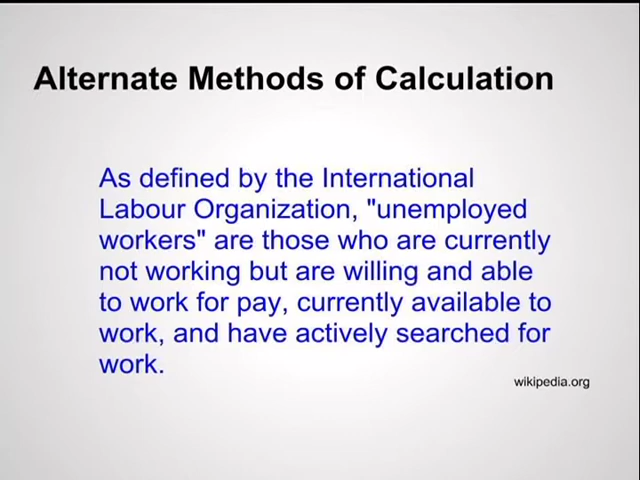 Alternate Methods of Calculation
As defined by the International
Labour Organization, "unemployed
workers" are those who are currently
not working but are willing and able
to work for pay, currently available to
work, and have actively searched for
work.
wikipedia.org